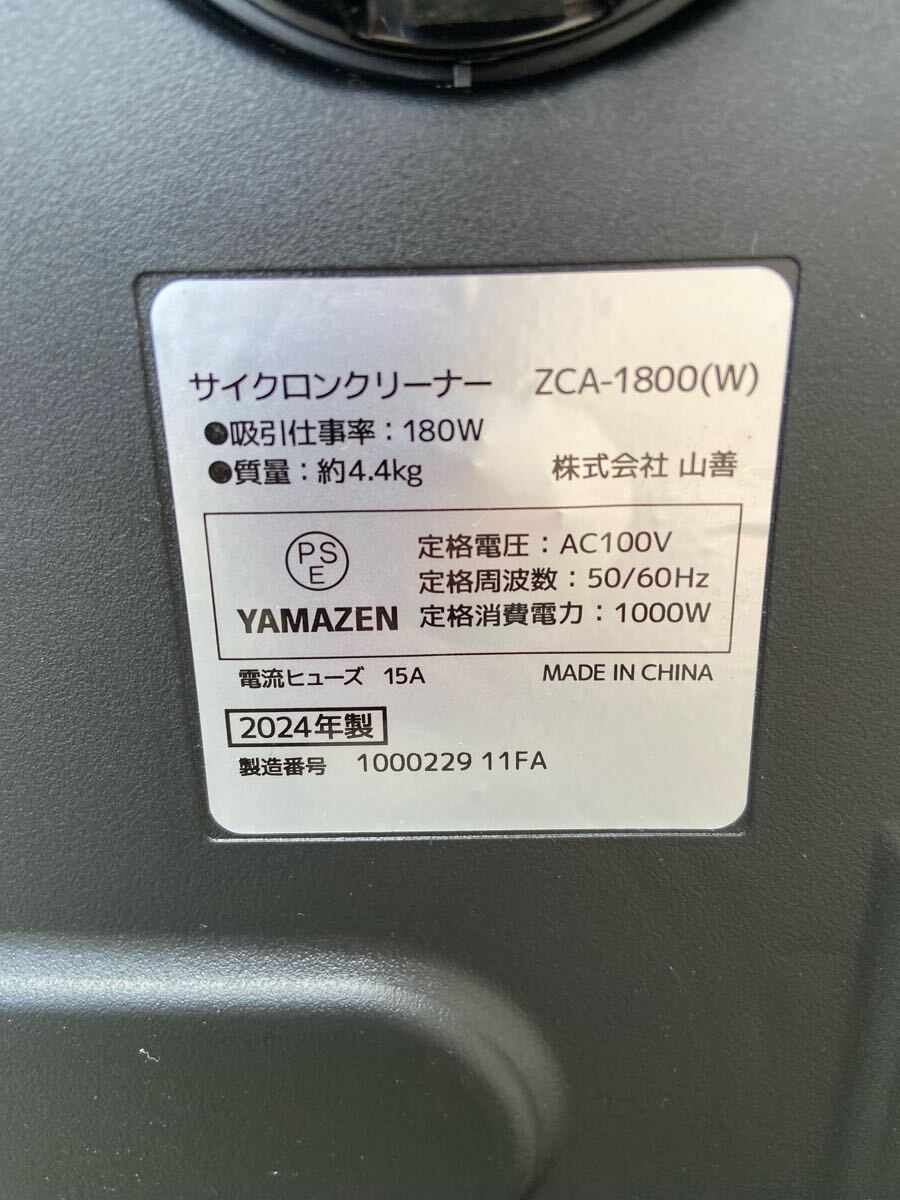 サイクロンクリーナー ZCA-1800(W)
●吸引仕事率：180W
●質量：約4.4kg 株式会社 山善
PS
E
YAMAZEN
定格電圧：AC100V
定格周波数：50/60Hz
定格消費電力：1000W
電流ヒューズ 15A MADE IN CHINA
2024年製
製造番号 1000229 11FA